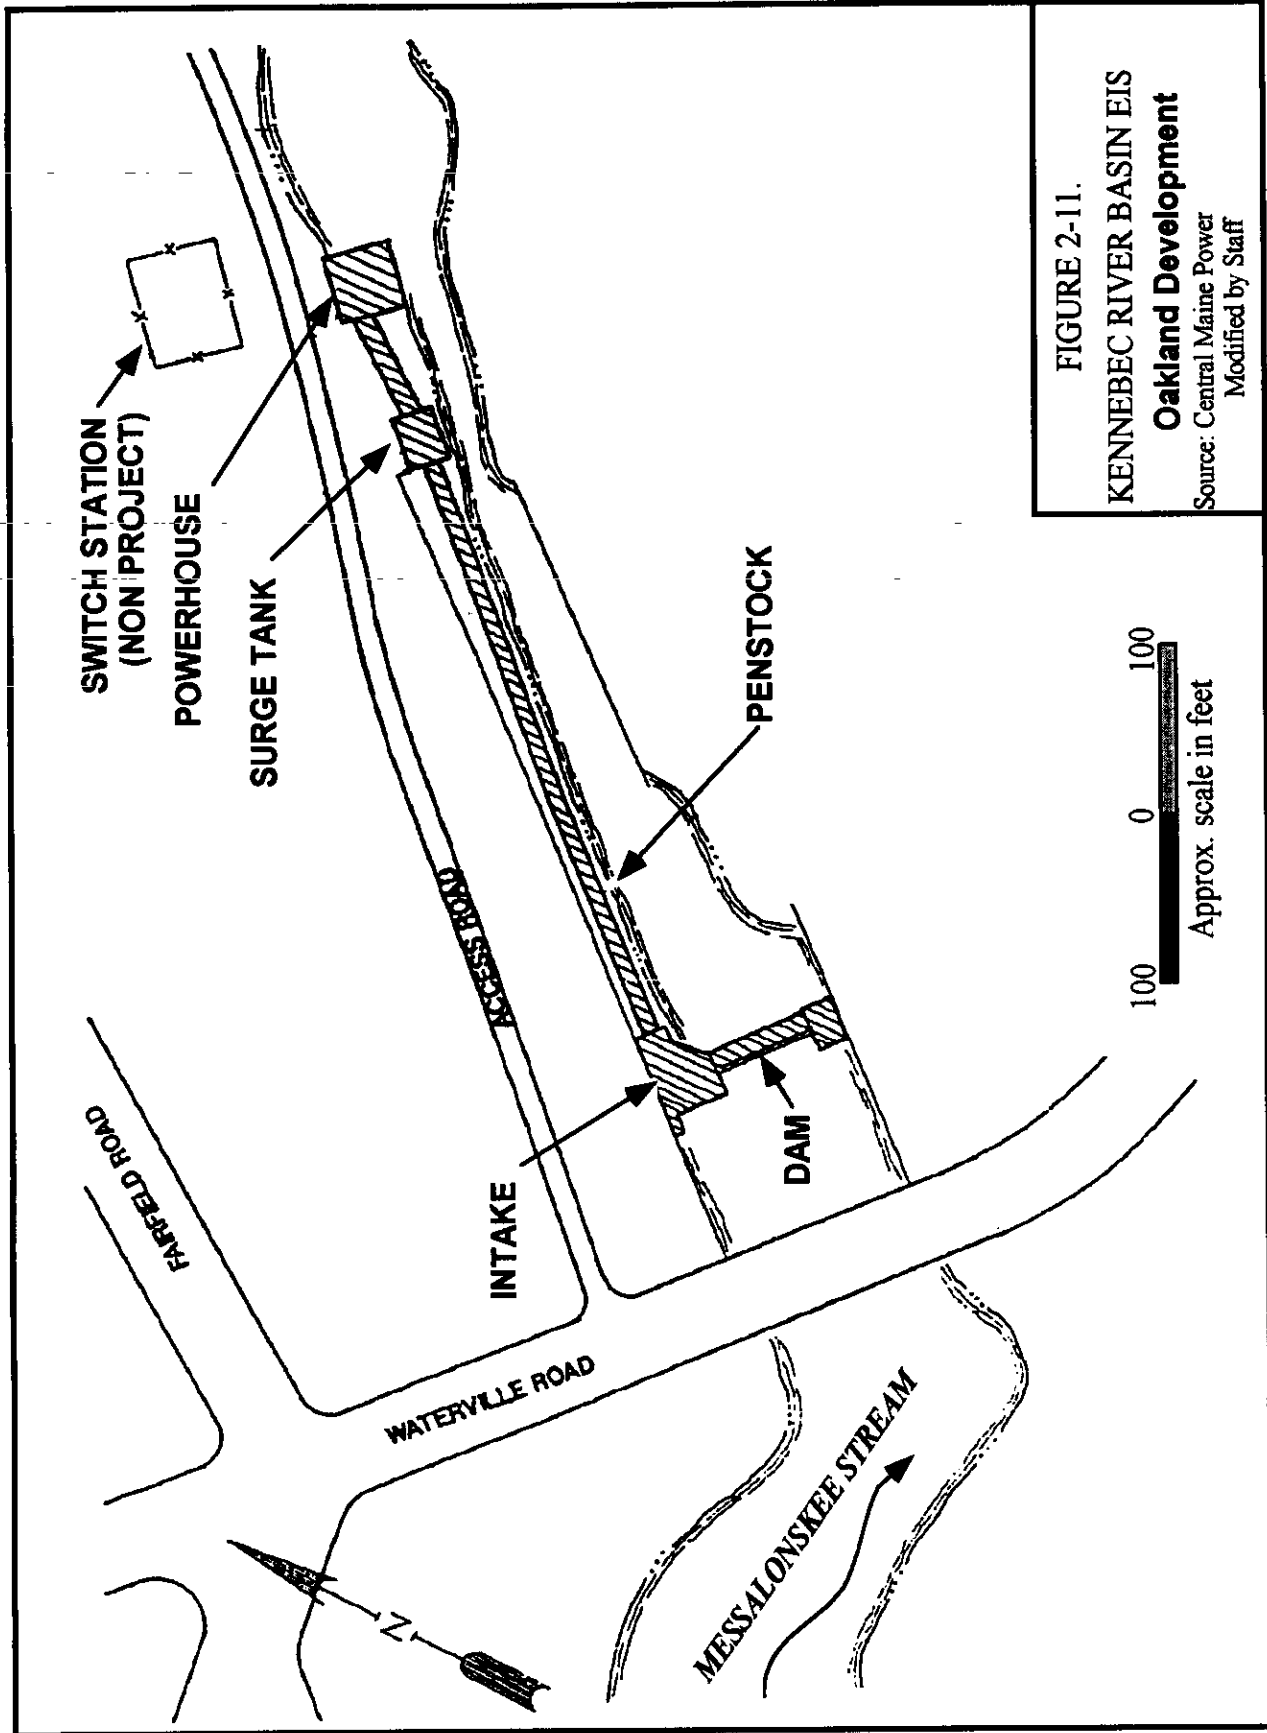 SWITCH STATION
(NON PROJECT)
POWERHOUSE
SURGE TANK
PENSTOCK
ACCESS ROAD
FAIRFIELD ROAD
INTAKE
DAM
WATERVILLE ROAD
MESSALONSKEE STREAM
N
100 0 100
Approx. scale in feet
FIGURE 2-11.
KENNEBEC RIVER BASIN EIS
Oakland Development
Source: Central Maine Power
Modified by Staff